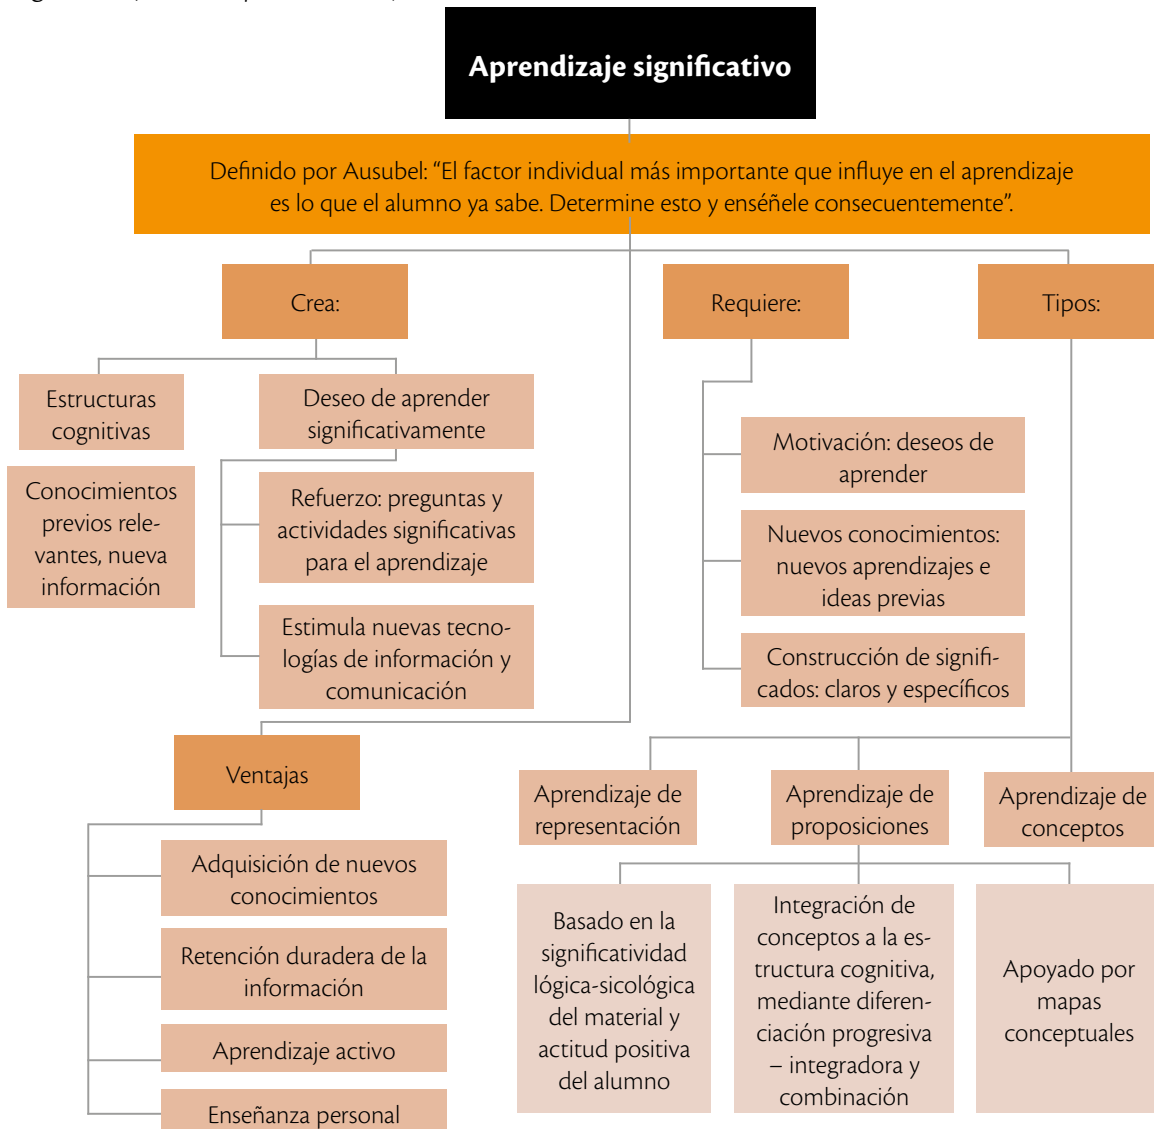 Aprendizaje significativo
Definido por Ausubel: “El factor individual más importante que influye en el aprendizaje
es lo que el alumno ya sabe. Determine esto y enséñele consecuentemente”.
Crea:
Requiere:
Tipos:
Estructuras
cognitivas
Deseo de aprender
significativamente
Conocimientos
previos rele-
vantes, nueva
información
Refuerzo: preguntas y
actividades significativas
para el aprendizaje
Estimula nuevas tecno-
logías de información y
comunicación
Motivación: deseos de
aprender
Nuevos conocimientos:
nuevos aprendizajes e
ideas previas
Construcción de signifi-
cados: claros y específicos
Ventajas
Adquisición de nuevos
conocimientos
Retención duradera de la
información
Aprendizaje activo
Enseñanza personal
Aprendizaje de
representación
Aprendizaje de
proposiciones
Aprendizaje de
conceptos
Basado en la
significatividad
lógica-sicológica
del material y
actitud positiva
del alumno
Integración de
conceptos a la es-
tructura cognitiva,
mediante diferen-
ciación progresiva
– integradora y
combinación
Apoyado por
mapas
conceptuales